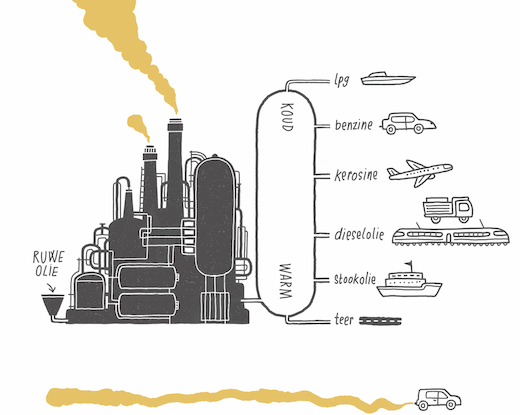 lpg
KOUD
benzine
kerosine
dieselolie
RUWE
OLIE
WARM
stookolie
teer